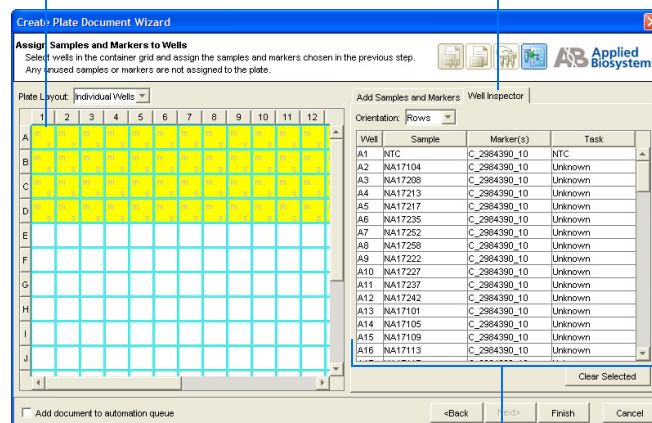 Create Plate Document Wizard
Assign Samples and Markers to Wells
Select wells in the container grid and assign the samples and markers chosen in the previous step.
Any unused samples or markers are not assigned to the plate.
AB Applied
Biosystems
Plate Layout: Individual Wells
Add Samples and Markers Well Inspector
Orientation: Rows
1 2 3 4 5 6 7 8 9 10 11 12
A
B
C
D
E
F
G
H
I
J
Well Sample Marker(s) Task
A1 NTC C_2984390_10 NTC
A2 NA17104 C_2984390_10 Unknown
A3 NA17208 C_2984390_10 Unknown
A4 NA17213 C_2984390_10 Unknown
A5 NA17217 C_2984390_10 Unknown
A6 NA17235 C_2984390_10 Unknown
A7 NA17252 C_2984390_10 Unknown
A8 NA17258 C_2984390_10 Unknown
A9 NA17222 C_2984390_10 Unknown
A10 NA17227 C_2984390_10 Unknown
A11 NA17237 C_2984390_10 Unknown
A12 NA17242 C_2984390_10 Unknown
A13 NA17101 C_2984390_10 Unknown
A14 NA17105 C_2984390_10 Unknown
A15 NA17109 C_2984390_10 Unknown
A16 NA17113 C_2984390_10 Unknown
Clear Selected
Add document to automation queue
<Back Next> Finish Cancel